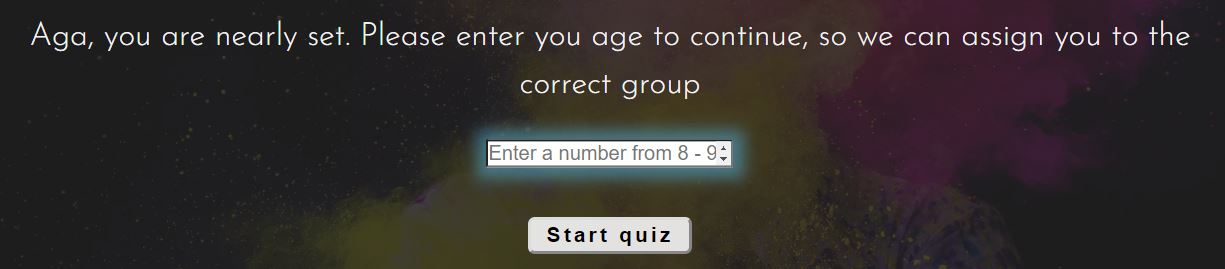 Aga, you are nearly set. Please enter you age to continue, so we can assign you to the
correct group
Enter a number from 8 - 9
Start quiz